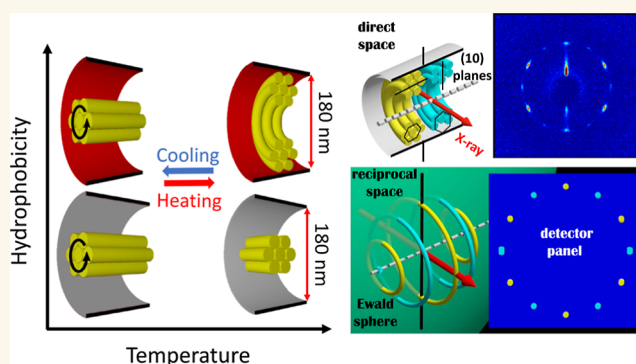 Hydrophobicity
Cooling
Heating
180 nm
180 nm
Temperature
direct
space
(10)
planes
X-ray
reciprocal
space
Ewald
sphere
detector
panel